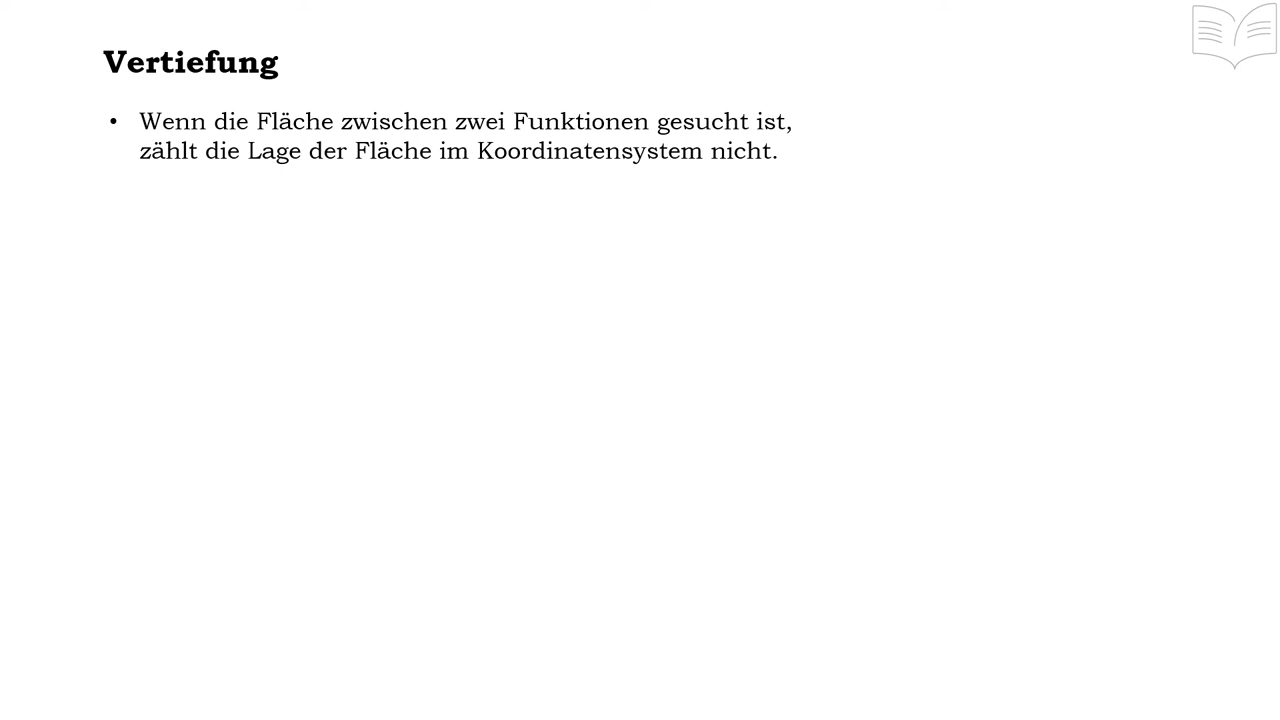 Vertiefung
• Wenn die Fläche zwischen zwei Funktionen gesucht ist,
zählt die Lage der Fläche im Koordinatensystem nicht.